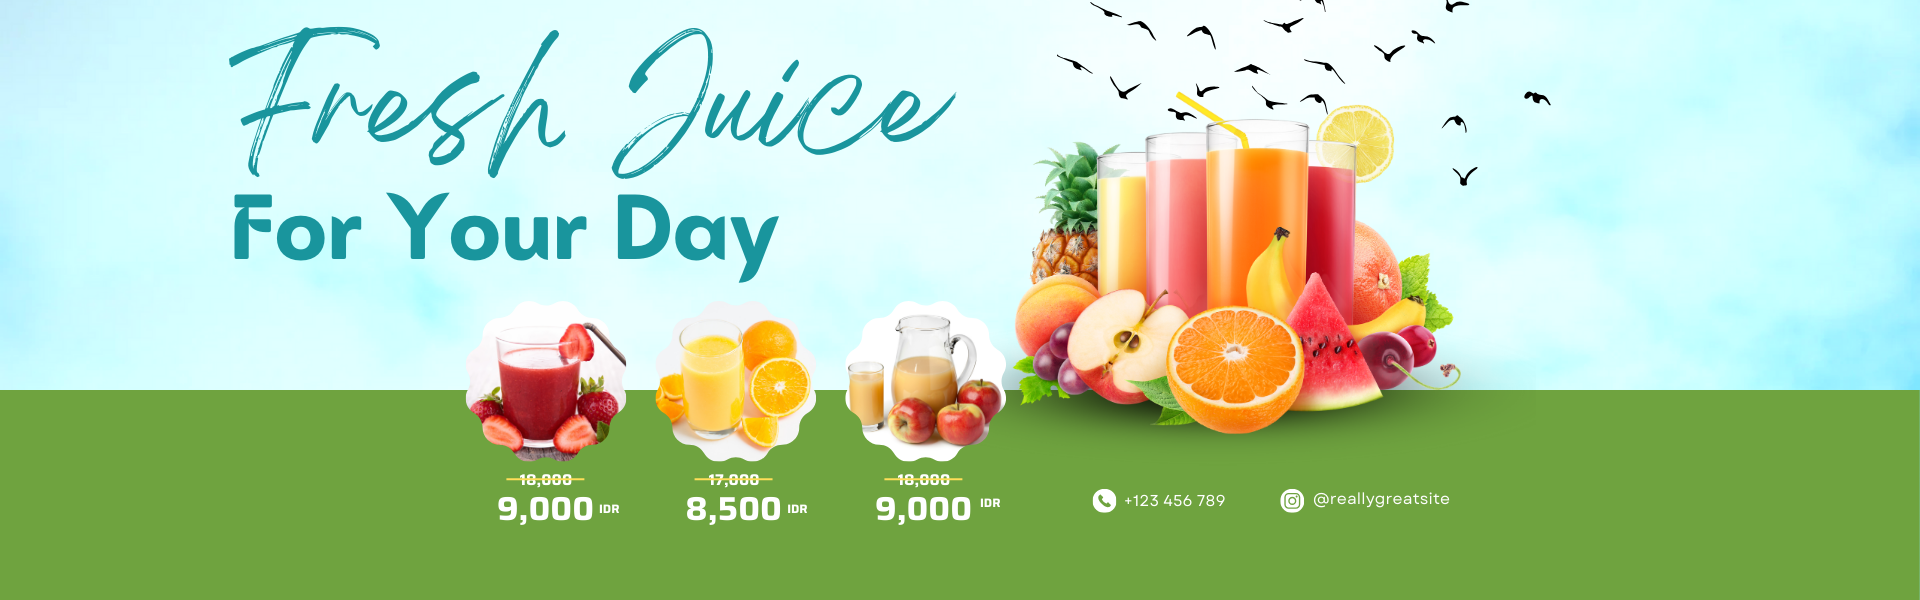 Fresh Juice
For Your Day
18,000
9,000 IDR
17,000
8,500 IDR
18,000
9,000 IDR
+123 456 789
@reallygreatsite